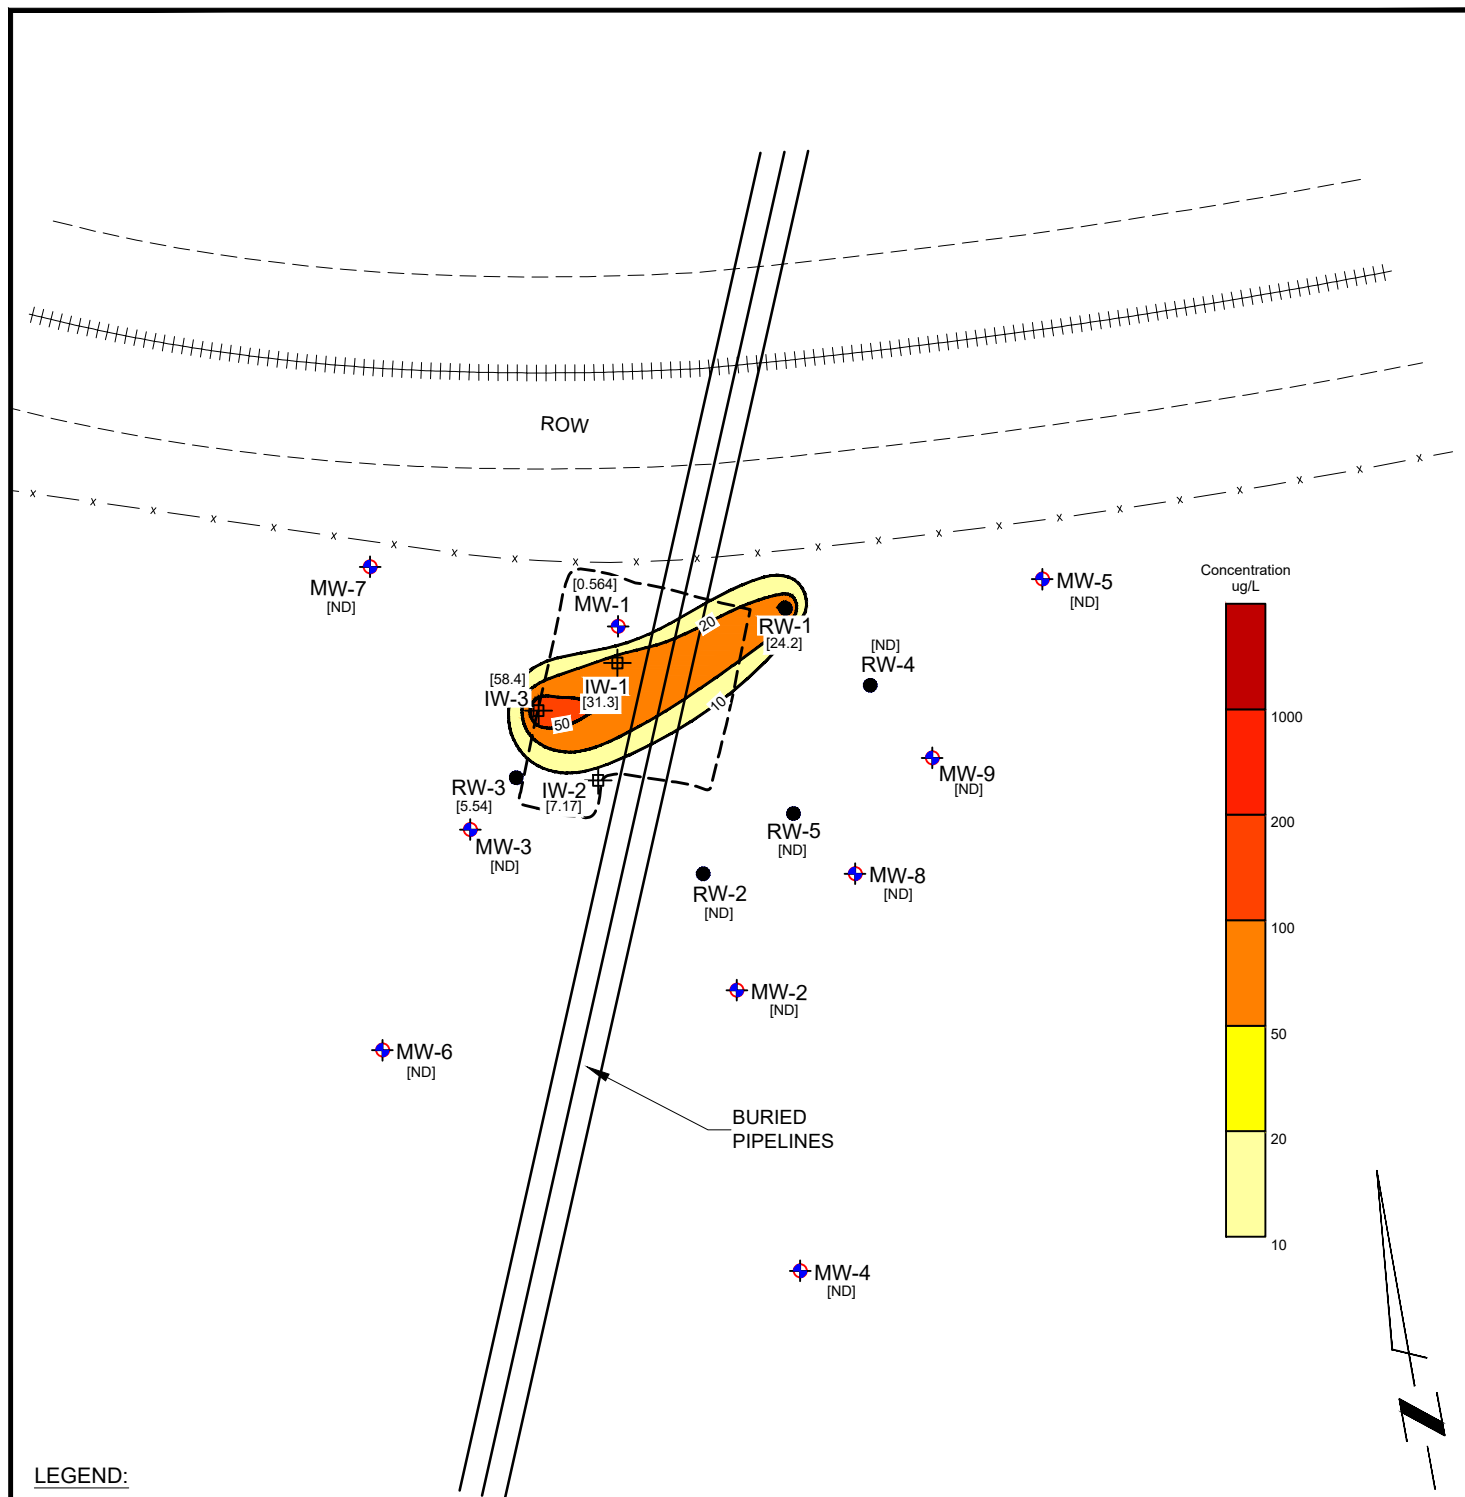 ROW
x x x x x x x x x x x x x x x x x x x x x x x x
MW-7
[ND]
[0.564]
MW-1
20
RW-1
[24.2]
MW-5
[ND]
Concentration
ug/L
[ND]
RW-4
[58.4]
IW-3
IW-1
[31.3]
50
10
1000
MW-9
[ND]
RW-3
[5.54]
IW-2
[7.17]
200
RW-5
[ND]
MW-3
[ND]
MW-8
[ND]
RW-2
[ND]
100
MW-2
[ND]
50
MW-6
[ND]
BURIED
PIPELINES
20
10
MW-4
[ND]
N
LEGEND: